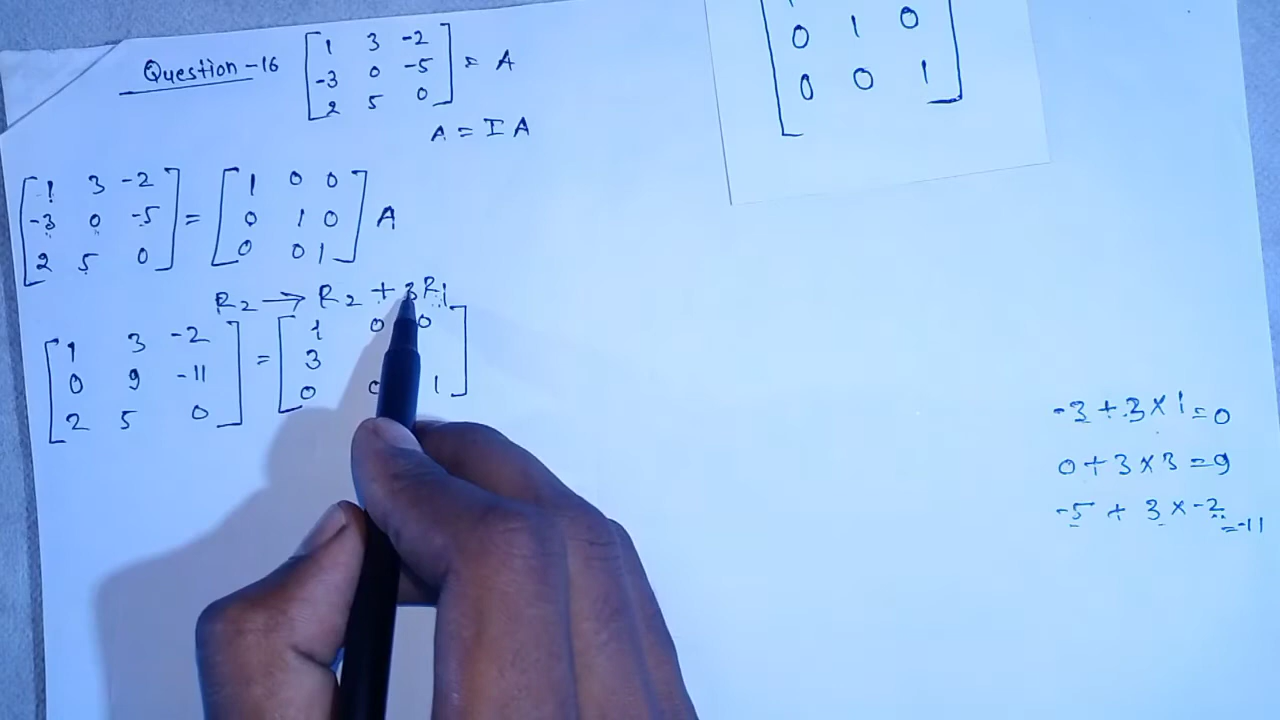 Question-16 [1 3 -2
-3 0 -5
2 5 0] = A
A = I A
[1 3 -2
-3 0 -5
2 5 0] = [1 0 0
0 1 0
0 0 1] A
R2 → R2 + 3R1
[1 3 -2
0 9 -11
2 5 0] = [1 0 0
3
0 0 1]
0 1 0
0 0 1
-3 + 3 × 1 = 0
0 + 3 × 3 = 9
-5 + 3 × -2
= -11